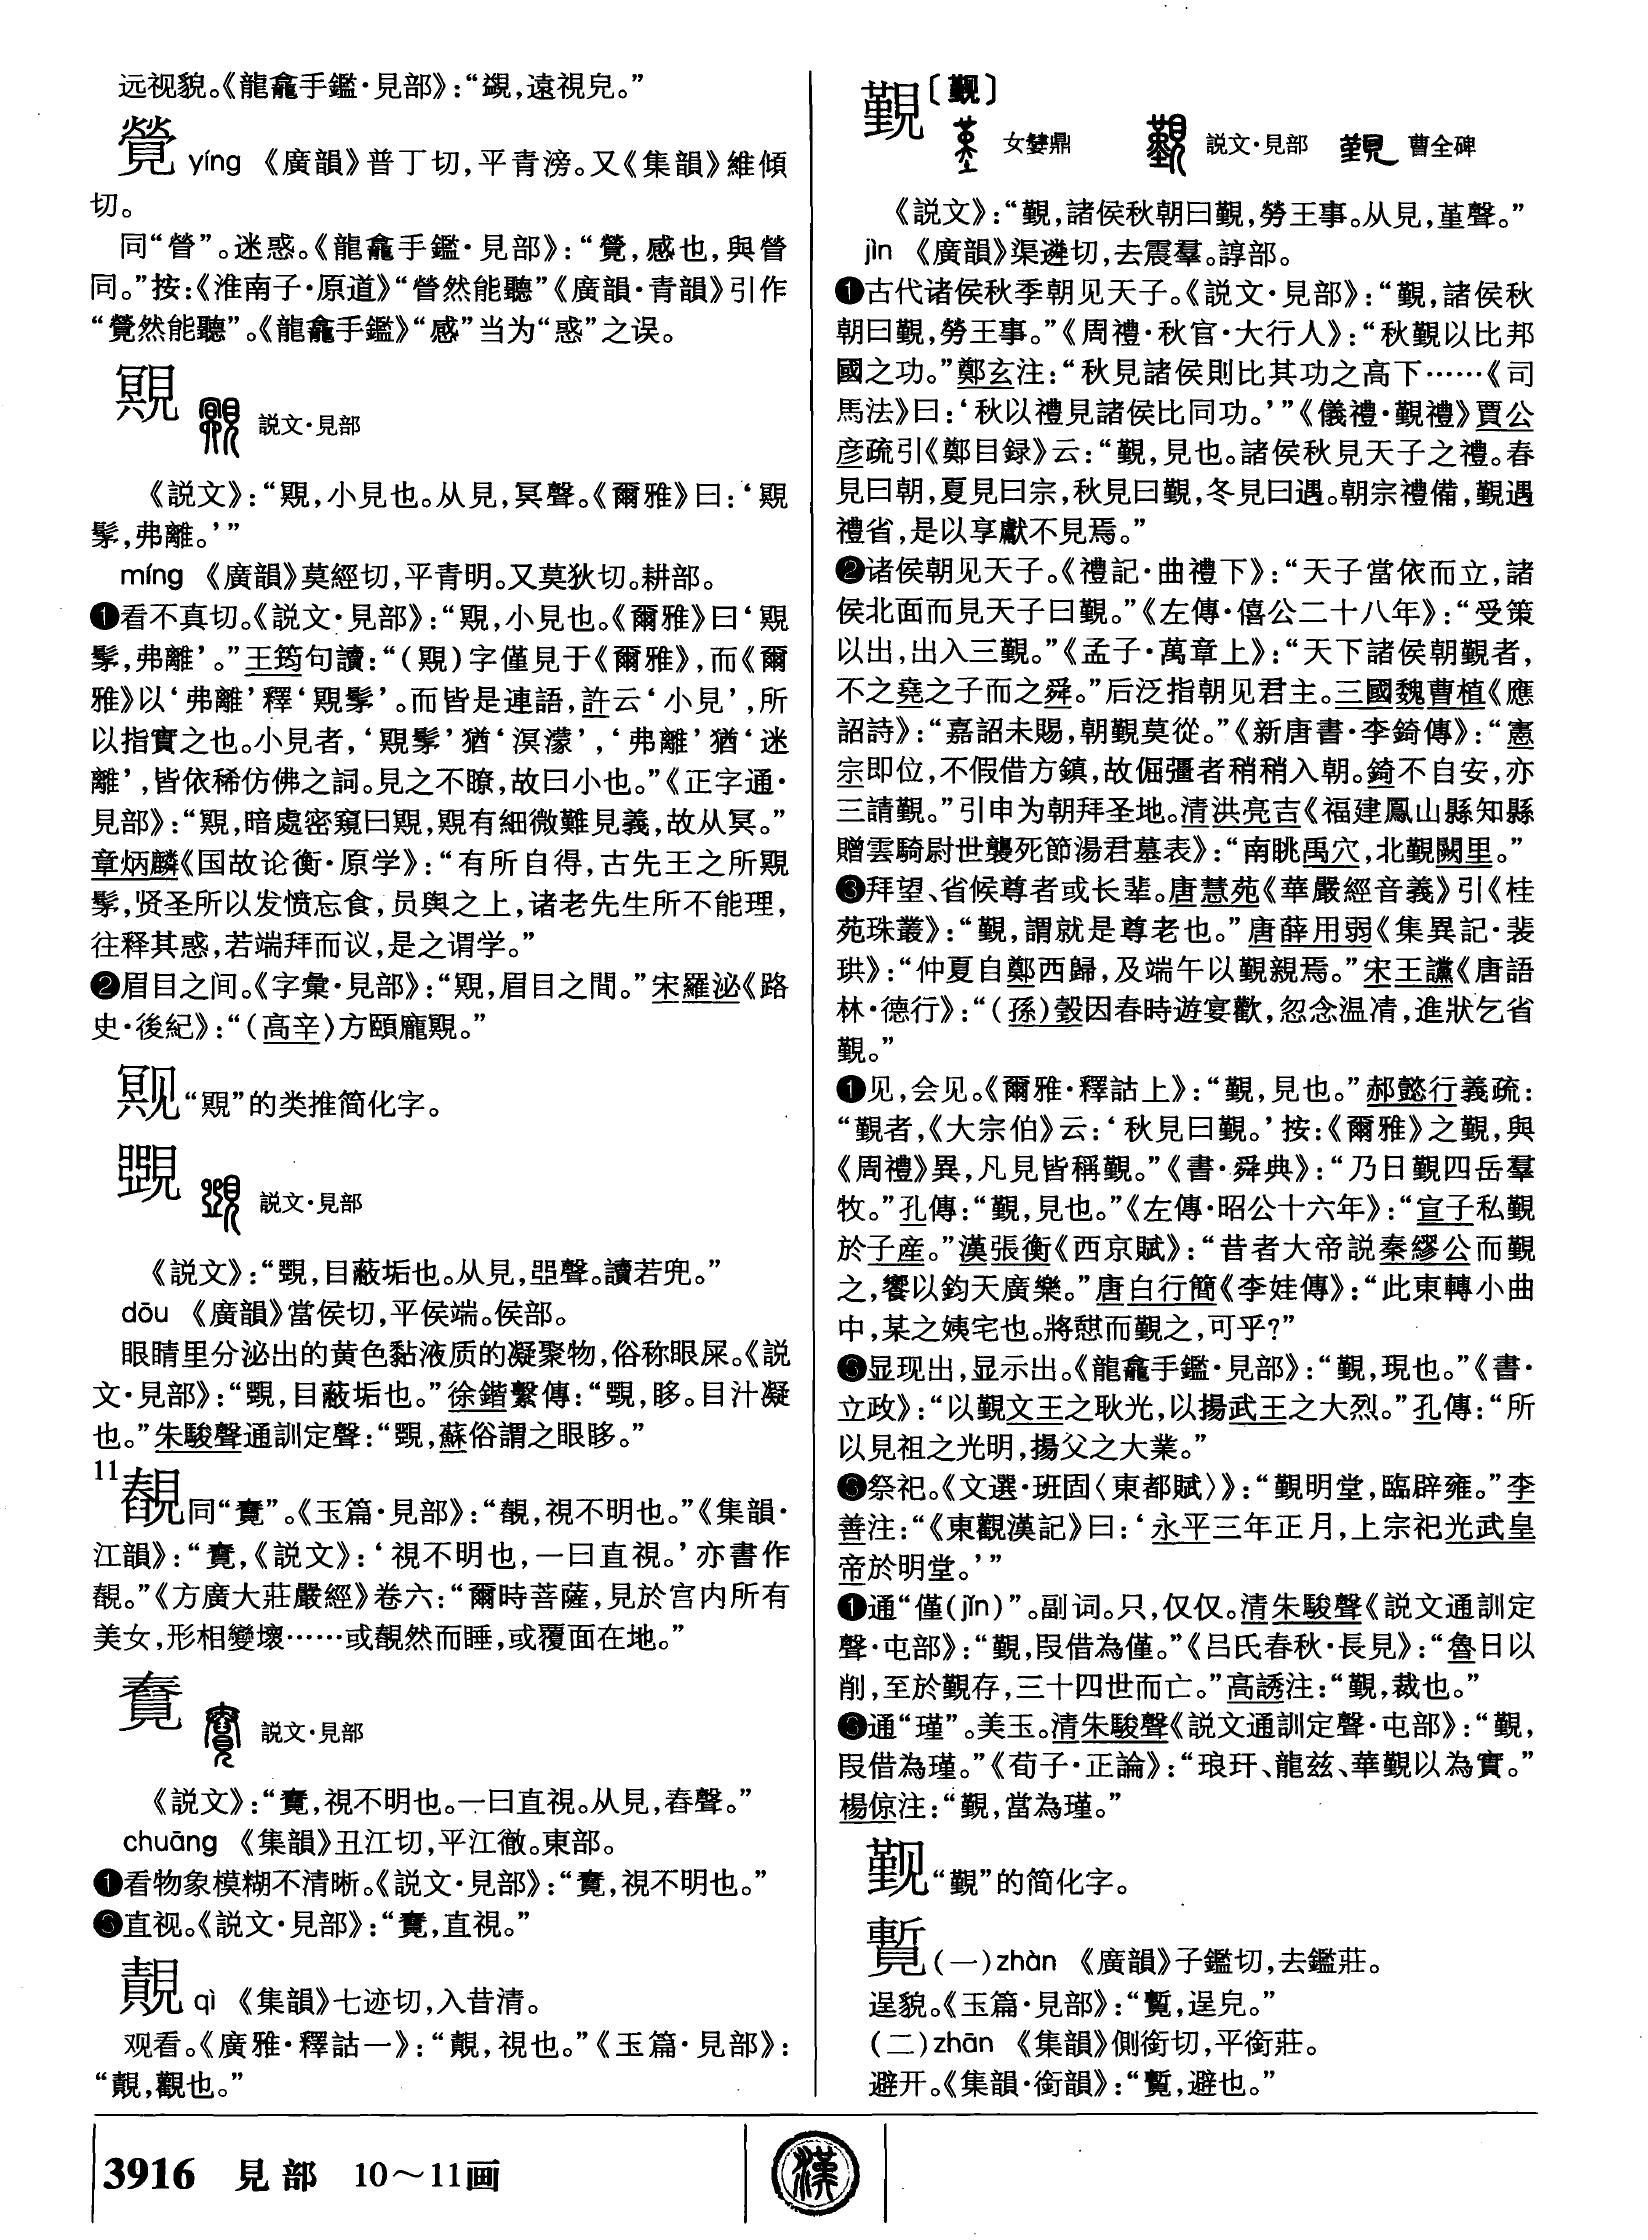 远视貌。《龍龕手鑑·見部》：“覢，遠視皃。”
覮 yíng 《廣韻》普丁切，平青滂。又《集韻》維傾
切。
同“瞥”。迷惑。《龍龕手鑑·見部》：“覮，感也，與瞥
同。”按：《淮南子·原道》“瞥然能聽”《廣韻·青韻》引作
“覮然能聽”。《龍龕手鑑》“感”当为“惑”之误。
覭 説文·見部
《説文》：“覭，小見也。从見，冥聲。《爾雅》曰：‘覭
髳，弗離。’”
míng 《廣韻》莫經切，平青明。又莫狄切。耕部。
❶看不真切。《説文·見部》：“覭，小見也。《爾雅》曰‘覭
髳，弗離’。”王筠句讀：“（覭）字僅見于《爾雅》，而《爾
雅》以‘弗離’釋‘覭髳’。而皆是連語，許云‘小見’，所
以指實之也。小見者，‘覭髳’猶‘溟濛’，‘弗離’猶‘迷
離’，皆依稀仿佛之詞。見之不瞭，故曰小也。”《正字通·
見部》：“覭，暗處密窺曰覭，覭有細微難見義，故从冥。”
章炳麟《国故论衡·原学》：“有所自得，古先王之所覭
髳，贤圣所以发愤忘食，员舆之上，诸老先生所不能理，
往释其惑，若端拜而议，是之谓学。”
❷眉目之间。《字彙·見部》：“覭，眉目之間。”宋羅泌《路
史·後紀》：“（高辛）方頤龐覭。”
“覭”的类推简化字。
覴 説文·見部
《説文》：“覴，目蔽垢也。从見，㖷聲。讀若兜。”
dōu 《廣韻》當侯切，平侯端。侯部。
眼睛里分泌出的黄色黏液质的凝聚物，俗称眼屎。《説
文·見部》：“覴，目蔽垢也。”徐鍇繫傳：“覴，眵。目汁凝
也。”朱駿聲通訓定聲：“覴，蘇俗謂之眼眵。”
11
覩同“覾”。《玉篇·見部》：“覩，視不明也。”《集韻·
江韻》：“覾，《説文》：‘視不明也，一曰直視。’亦書作
覩。”《方廣大莊嚴經》卷六：“爾時菩薩，見於宫内所有
美女，形相變壞……或覩然而睡，或覆面在地。”
覾 説文·見部
《説文》：“覾，視不明也。一曰直視。从見，舂聲。”
chuāng 《集韻》丑江切，平江徹。東部。
❶看物象模糊不清晰。《説文·見部》：“覾，視不明也。”
❸直视。《説文·見部》：“覾，直視。”
覟 qì 《集韻》七迹切，入昔清。
观看。《廣雅·釋詁一》：“覟，視也。”《玉篇·見部》：
“覟，觀也。”
覲〔觐〕
女𡣪鼎 説文·見部 曹全碑
《説文》：“覲，諸侯秋朝曰覲，勞王事。从見，堇聲。”
jìn 《廣韻》渠遴切，去震羣。諄部。
❶古代诸侯秋季朝见天子。《説文·見部》：“覲，諸侯秋
朝曰覲，勞王事。”《周禮·秋官·大行人》：“秋覲以比邦
國之功。”鄭玄注：“秋見諸侯則比其功之高下……《司
馬法》曰：‘秋以禮見諸侯比同功。’”《儀禮·覲禮》賈公
彦疏引《鄭目録》云：“覲，見也。諸侯秋見天子之禮。春
見曰朝，夏見曰宗，秋見曰覲，冬見曰遇。朝宗禮備，覲遇
禮省，是以享獻不見焉。”
❷诸侯朝见天子。《禮記·曲禮下》：“天子當依而立，諸
侯北面而見天子曰覲。”《左傳·僖公二十八年》：“受策
以出，出入三覲。”《孟子·萬章上》：“天下諸侯朝覲者，
不之堯之子而之舜。”后泛指朝见君主。三國魏曹植《應
詔詩》：“嘉詔未賜，朝覲莫從。”《新唐書·李錡傳》：“憲
宗即位，不假借方鎮，故倔彊者稍稍入朝。錡不自安，亦
三請覲。”引申为朝拜圣地。清洪亮吉《福建鳳山縣知縣
贈雲騎尉世襲死節湯君墓表》：“南眺禹穴，北覲闕里。”
❸拜望、省候尊者或长辈。唐慧苑《華嚴經音義》引《桂
苑珠叢》：“覲，謂就是尊老也。”唐薛用弱《集異記·裴
珙》：“仲夏自鄭西歸，及端午以覲親焉。”宋王讜《唐語
林·德行》：“（孫）瑴因春時遊宴歡，忽念温凊，進狀乞省
覲。”
❶见，会见。《爾雅·釋詁上》：“覲，見也。”郝懿行義疏：
“覲者，《大宗伯》云：‘秋見曰覲。’按：《爾雅》之覲，與
《周禮》異，凡見皆稱覲。”《書·舜典》：“乃日覲四岳羣
牧。”孔傳：“覲，見也。”《左傳·昭公十六年》：“宣子私覲
於子産。”漢張衡《西京賦》：“昔者大帝説秦繆公而覲
之，饗以鈞天廣樂。”唐白行簡《李娃傳》：“此東轉小曲
中，某之姨宅也。將憇而覲之，可乎?”
❻显现出，显示出。《龍龕手鑑·見部》：“覲，現也。”《書·
立政》：“以覲文王之耿光，以揚武王之大烈。”孔傳：“所
以見祖之光明，揚父之大業。”
❻祭祀。《文選·班固〈東都賦〉》：“覲明堂，臨辟雍。”李
善注：“《東觀漢記》曰：‘永平三年正月，上宗祀光武皇
帝於明堂。’”
❶通“僅（jǐn）”。副词。只，仅仅。清朱駿聲《説文通訓定
聲·屯部》：“覲，叚借為僅。”《吕氏春秋·長見》：“魯日以
削，至於覲存，三十四世而亡。”高誘注：“覲，裁也。”
❻通“瑾”。美玉。清朱駿聲《説文通訓定聲·屯部》：“覲，
叚借為瑾。”《荀子·正論》：“琅玕、龍兹、華覲以為實。”
楊倞注：“覲，當為瑾。”
觐“覲”的简化字。
覱（一）zhàn 《廣韻》子鑑切，去鑑莊。
逞貌。《玉篇·見部》：“覱，逞皃。”
（二）zhān 《集韻》側銜切，平銜莊。
避开。《集韻·銜韻》：“覱，避也。”
3916 見部 10～11画
漢